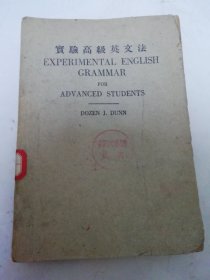 實驗高級英文法
EXPERIMENTAL ENGLISH
GRAMMAR
FOR
ADVANCED STUDENTS
DOZEN J. DUNN